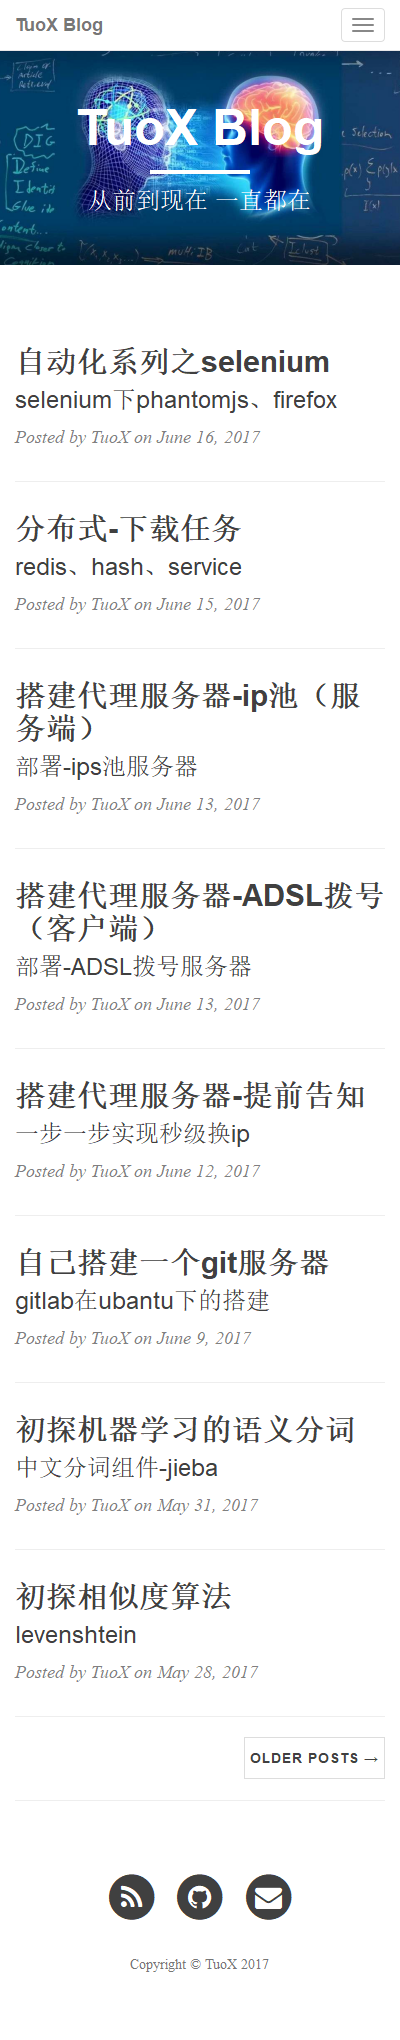 TuoX Blog
TuoX Blog
从前到现在 一直都在
自动化系列之selenium
selenium下phantomjs、firefox
Posted by TuoX on June 16, 2017
分布式-下载任务
redis、hash、service
Posted by TuoX on June 15, 2017
搭建代理服务器-ip池（服
务端）
部署-ips池服务器
Posted by TuoX on June 13, 2017
搭建代理服务器-ADSL拨号
（客户端）
部署-ADSL拨号服务器
Posted by TuoX on June 13, 2017
搭建代理服务器-提前告知
一步一步实现秒级换ip
Posted by TuoX on June 12, 2017
自己搭建一个git服务器
gitlab在ubantu下的搭建
Posted by TuoX on June 9, 2017
初探机器学习的语义分词
中文分词组件-jieba
Posted by TuoX on May 31, 2017
初探相似度算法
levenshtein
Posted by TuoX on May 28, 2017
OLDER POSTS →
Copyright © TuoX 2017